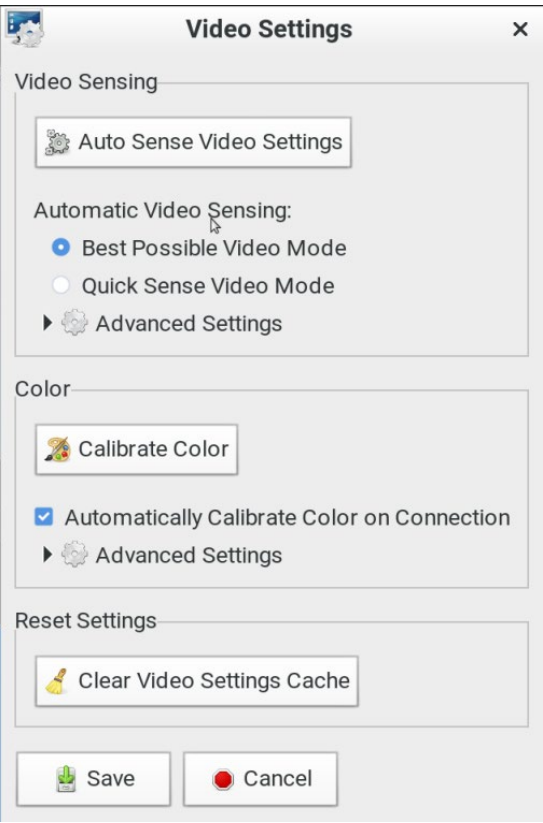 Video Settings
Video Sensing
Auto Sense Video Settings
Automatic Video Sensing:
Best Possible Video Mode
Quick Sense Video Mode
Advanced Settings
Color
Calibrate Color
Automatically Calibrate Color on Connection
Advanced Settings
Reset Settings
Clear Video Settings Cache
Save Cancel